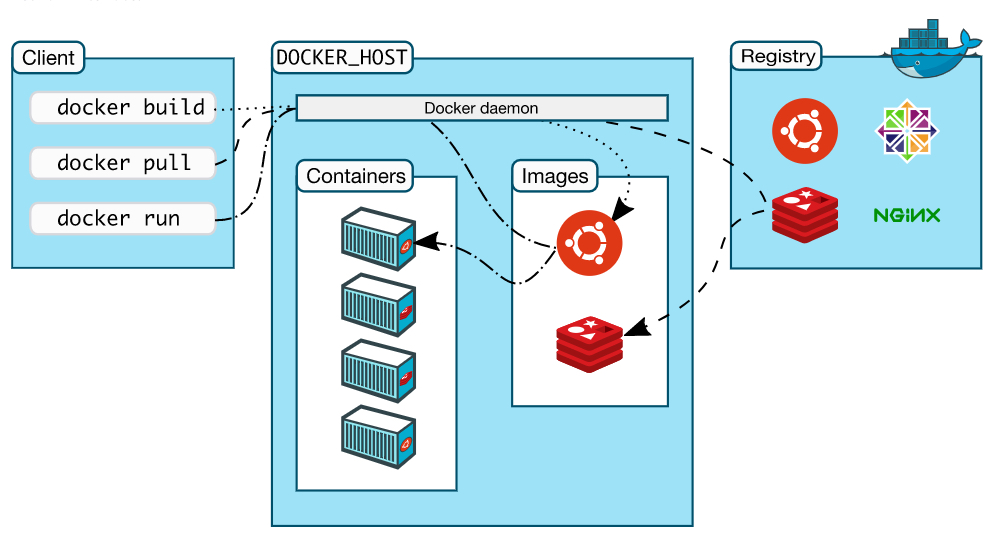 Client
docker build
docker pull
docker run
DOCKER_HOST
Docker daemon
Containers
Images
Registry
NGiNX